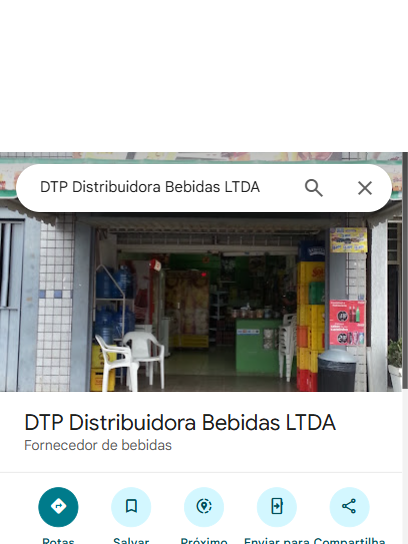 DTP Distribuidora Bebidas LTDA
DTP Distribuidora Bebidas LTDA
Fornecedor de bebidas
Rotas
Salvar
Próximo
Enviar para
Compartilha